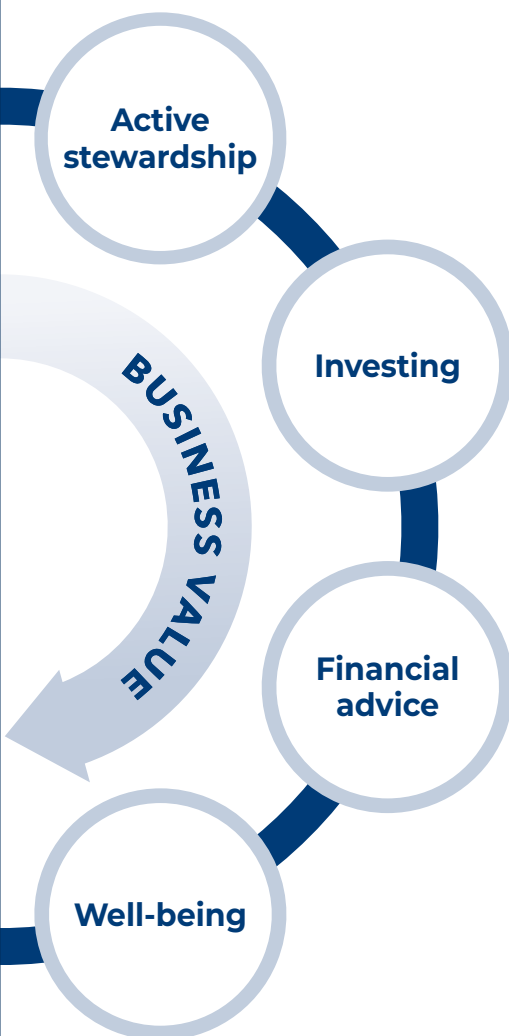 Active
stewardship
Investing
BUSINESS VALUE
Financial
advice
Well-being